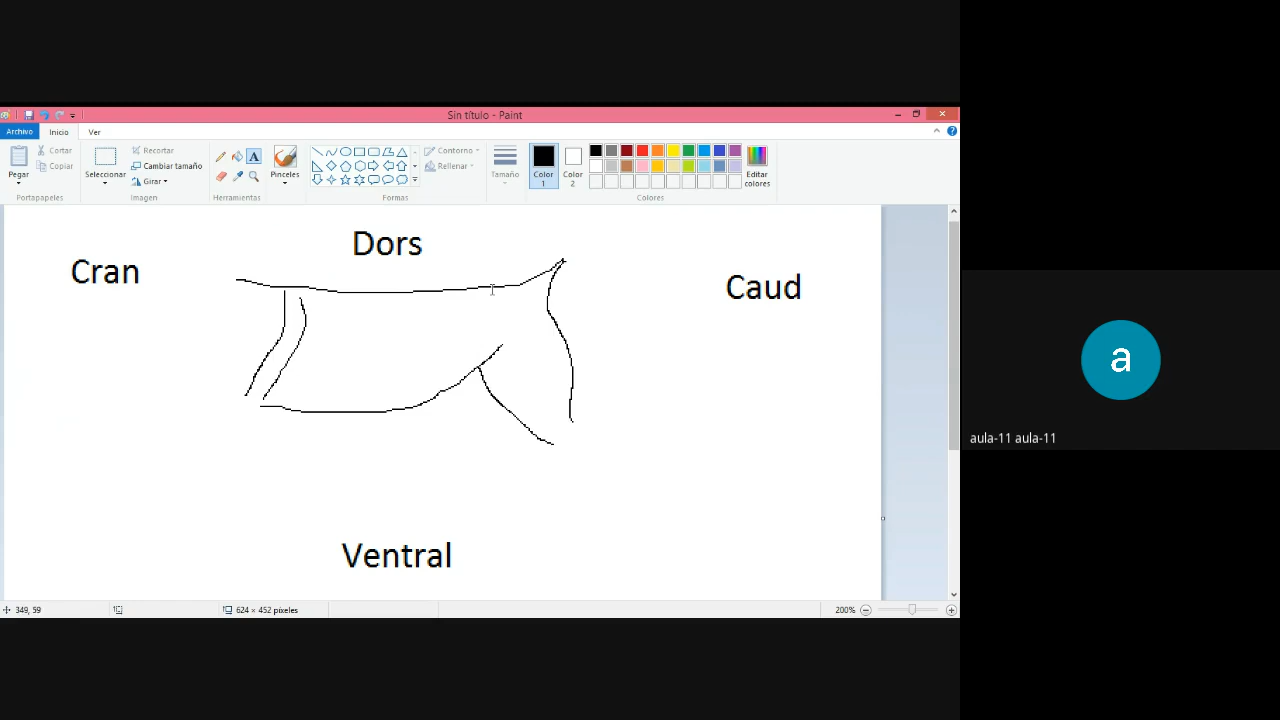 Sin título - Paint
Archivo Inicio Ver
Pegar
Cortar
Copiar
Portapapeles
Seleccionar
Recortar
Cambiar tamaño
Girar
Imagen
A
Herramientas
Pinceles
Contorno
Rellenar
Formas
Tamaño
Color 1
Color 2
Editar colores
Colores
Dors
Cran
Caud
Ventral
349, 59
624 × 452 píxeles
200%
a
aula-11 aula-11